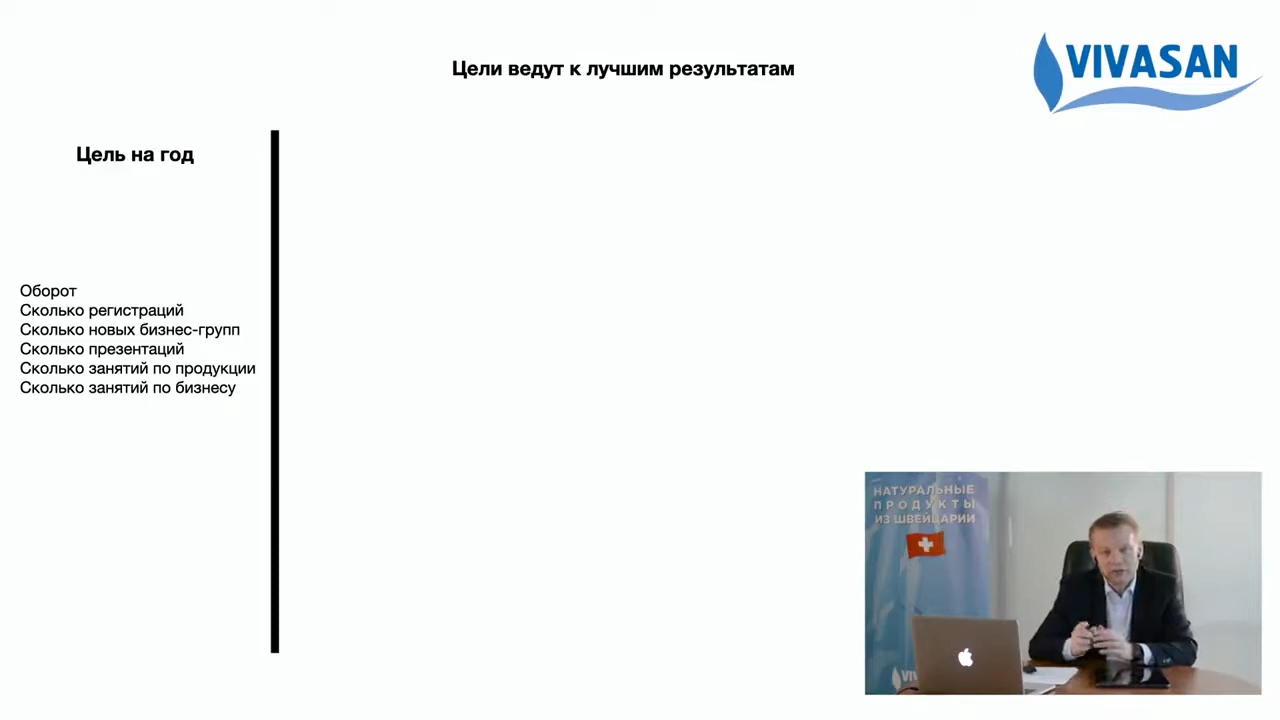 Цели ведут к лучшим результатам
VIVASAN
Цель на год
Оборот
Сколько регистраций
Сколько новых бизнес-групп
Сколько презентаций
Сколько занятий по продукции
Сколько занятий по бизнесу
НАТУРАЛЬНЫЕ
ПРОДУКТЫ
ИЗ ШВЕЙЦАРИИ